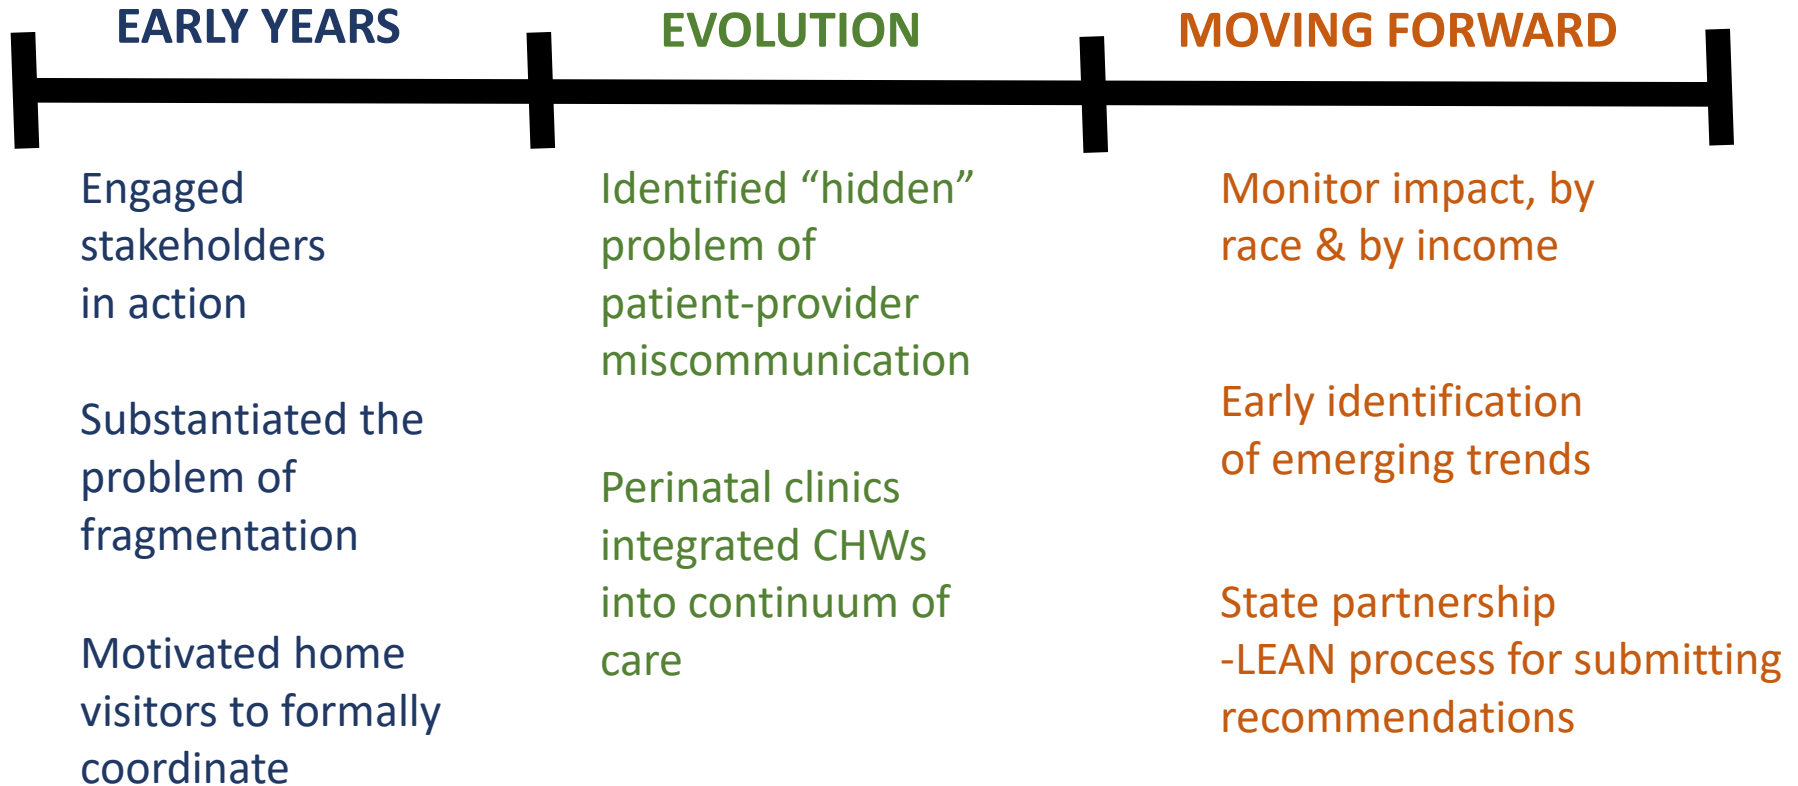 EARLY YEARS
EVOLUTION
MOVING FORWARD
Engaged
stakeholders
in action
Substantiated the
problem of
fragmentation
Motivated home
visitors to formally
coordinate
Identified “hidden”
problem of
patient-provider
miscommunication
Perinatal clinics
integrated CHWs
into continuum of
care
Monitor impact, by
race & by income
Early identification
of emerging trends
State partnership
-LEAN process for submitting
recommendations